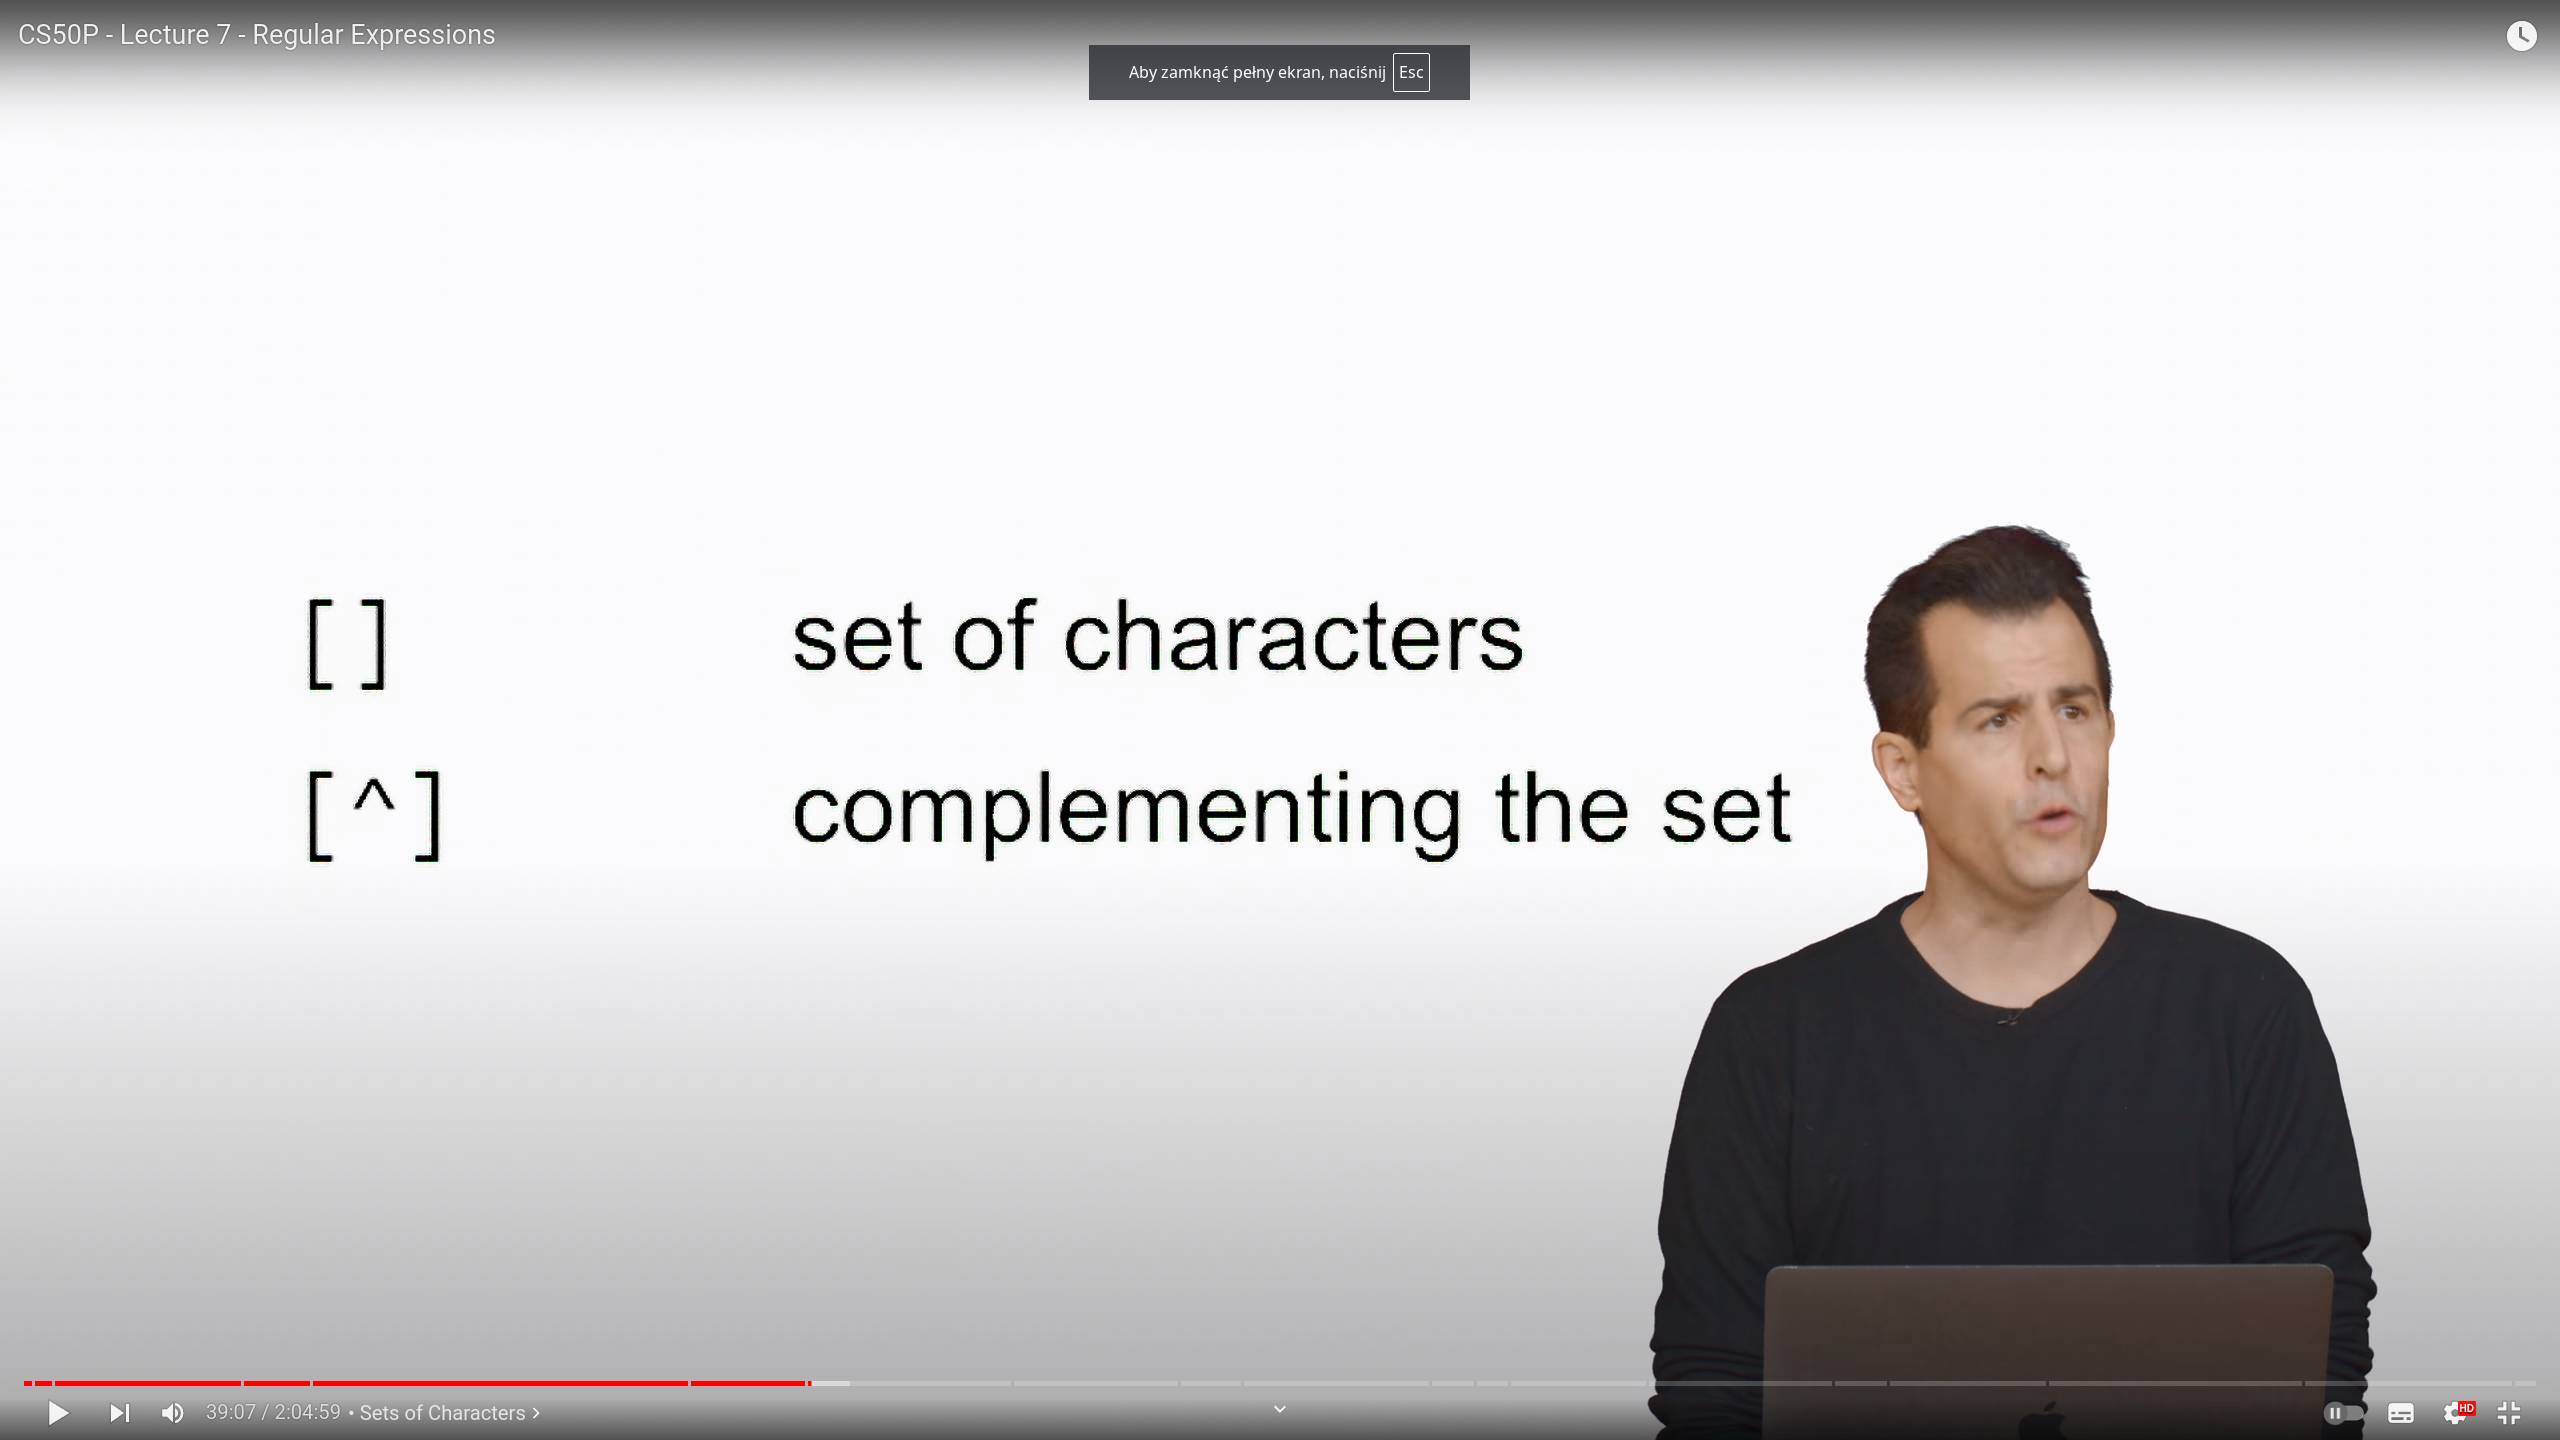 CS50P - Lecture 7 - Regular Expressions
Aby zamknąć pełny ekran, naciśnij Esc
[ ] set of characters
[ ^ ] complementing the set
39:07 / 2:04:59 • Sets of Characters
HD